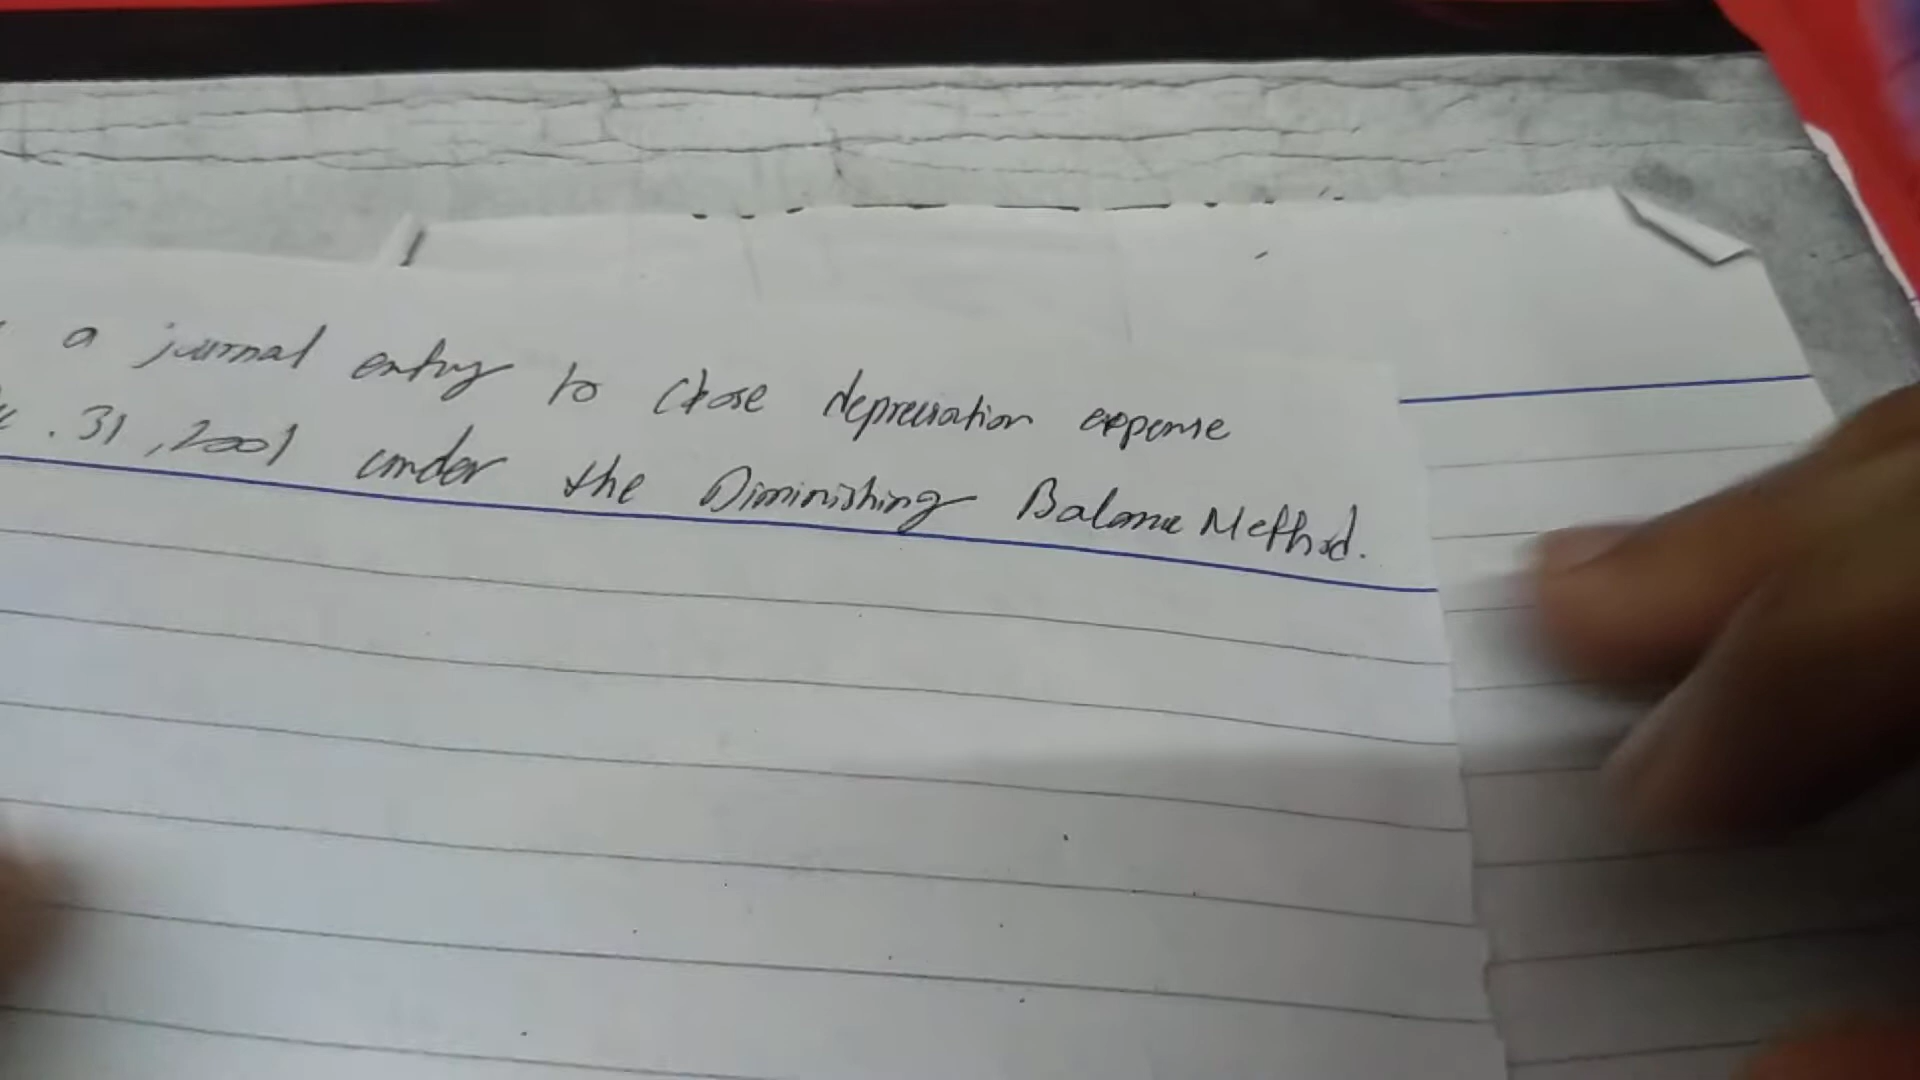 a journal entry to close depreciation expense
. 31, 2001 under the Diminishing Balance Method.